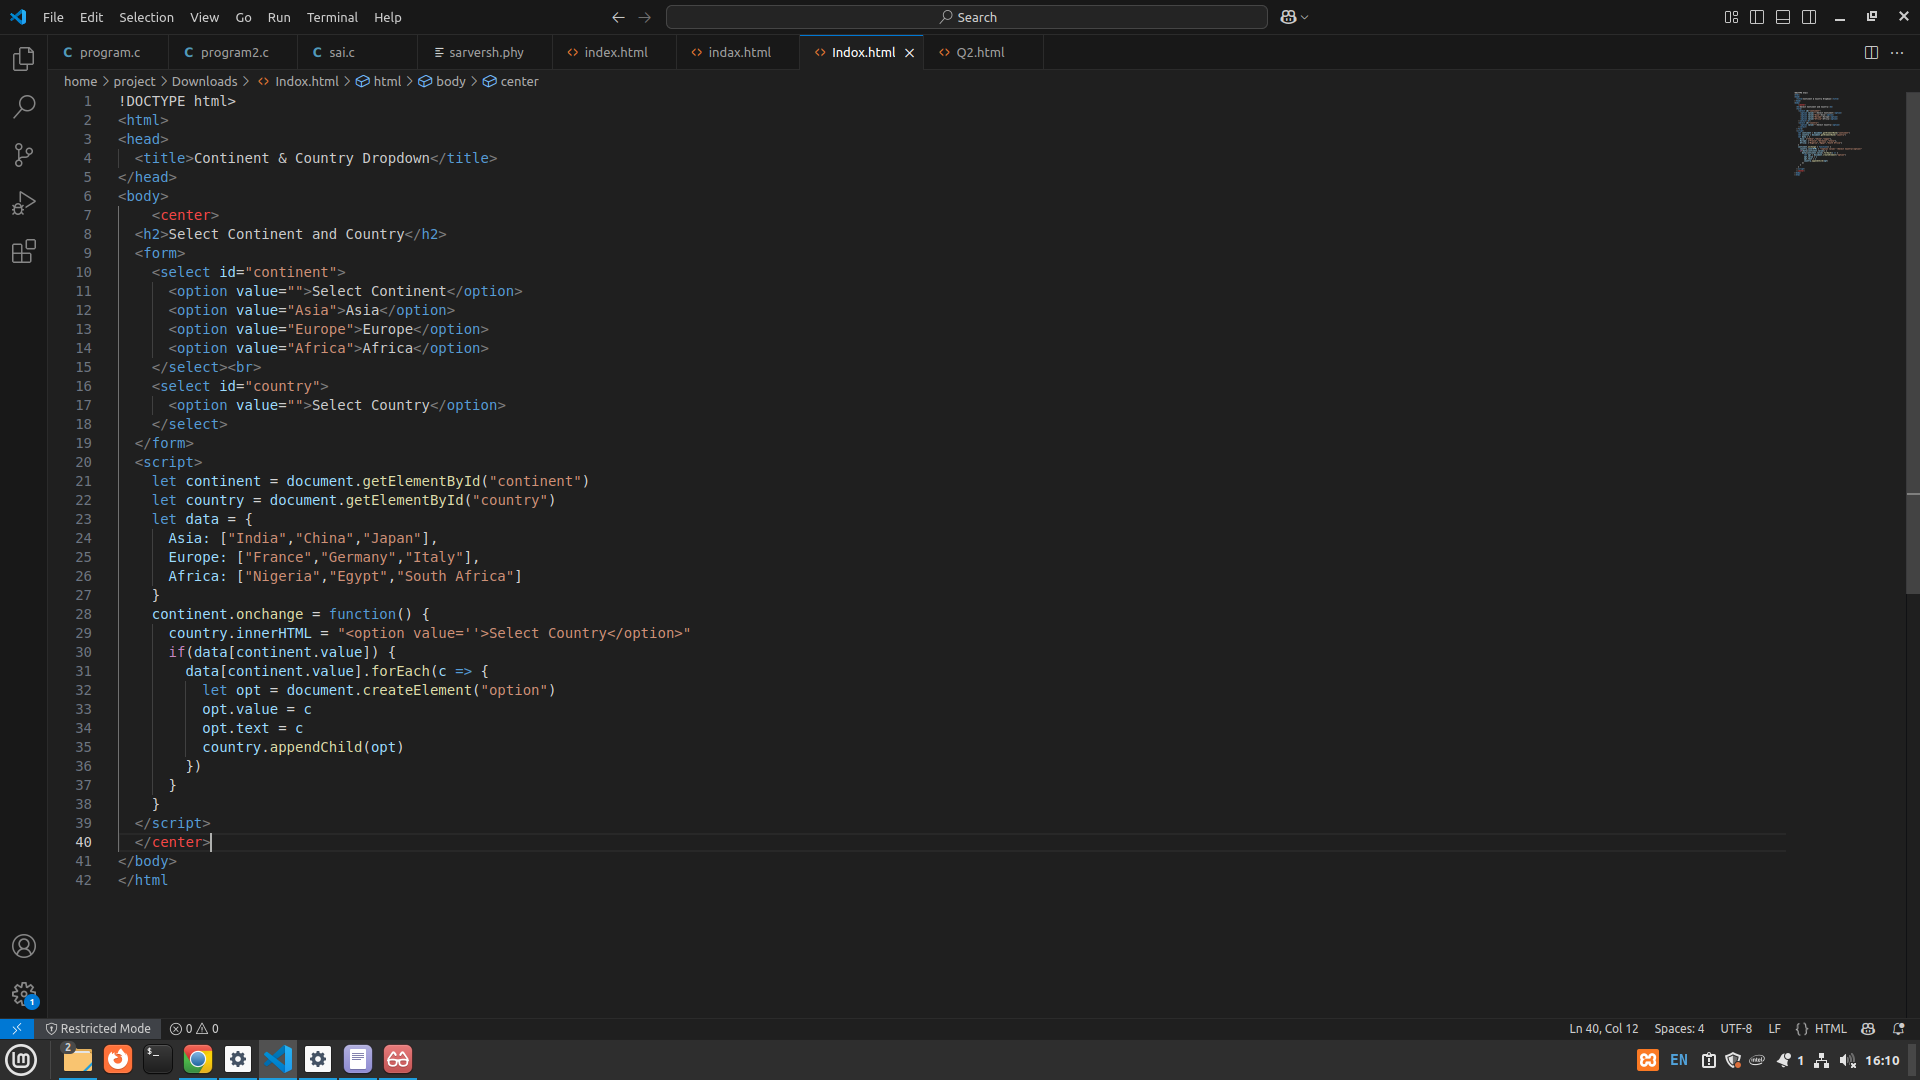 File Edit Selection View Go Run Terminal Help Search
C program.c C program2.c C sai.c sarversh.phy <> index.html <> indax.html <> Indox.html <> Q2.html
home > project > Downloads > <> Indox.html > html > body > center
1 !DOCTYPE html>
2 <html>
3 <head>
4 <title>Continent & Country Dropdown</title>
5 </head>
6 <body>
7 <center>
8 <h2>Select Continent and Country</h2>
9 <form>
10 <select id="continent">
11 <option value="">Select Continent</option>
12 <option value="Asia">Asia</option>
13 <option value="Europe">Europe</option>
14 <option value="Africa">Africa</option>
15 </select><br>
16 <select id="country">
17 <option value="">Select Country</option>
18 </select>
19 </form>
20 <script>
21 let continent = document.getElementById("continent")
22 let country = document.getElementById("country")
23 let data = {
24 Asia: ["India","China","Japan"],
25 Europe: ["France","Germany","Italy"],
26 Africa: ["Nigeria","Egypt","South Africa"]
27 }
28 continent.onchange = function() {
29 country.innerHTML = "<option value=''>Select Country</option>"
30 if(data[continent.value]) {
31 data[continent.value].forEach(c => {
32 let opt = document.createElement("option")
33 opt.value = c
34 opt.text = c
35 country.appendChild(opt)
36 })
37 }
38 }
39 </script>
40 </center>
41 </body>
42 </html
1
Restricted Mode 0 0 Ln 40, Col 12 Spaces: 4 UTF-8 LF {} HTML
2 $_ EN 1 16:10